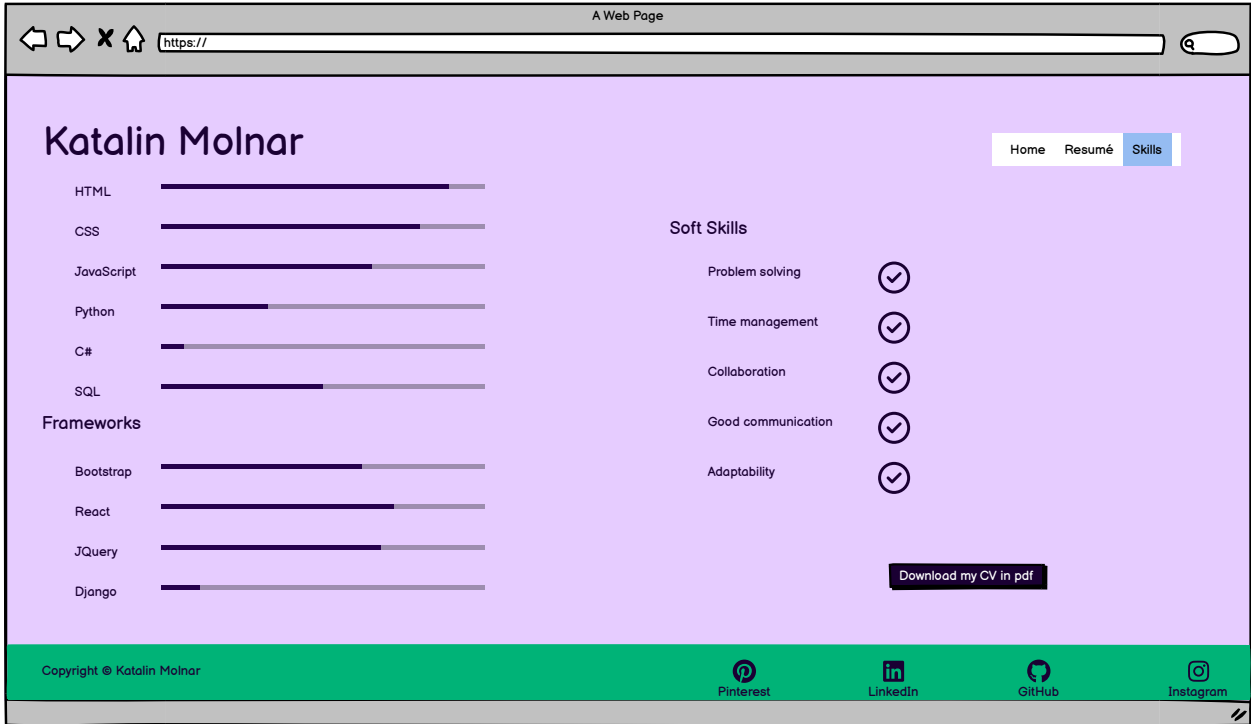 A Web Page
https://
Katalin Molnar
Home Resumé Skills
HTML
CSS
JavaScript
Python
C#
SQL
Frameworks
Bootstrap
React
JQuery
Django
Soft Skills
Problem solving
Time management
Collaboration
Good communication
Adaptability
Download my CV in pdf
Copyright © Katalin Molnar
Pinterest
LinkedIn
GitHub
Instagram